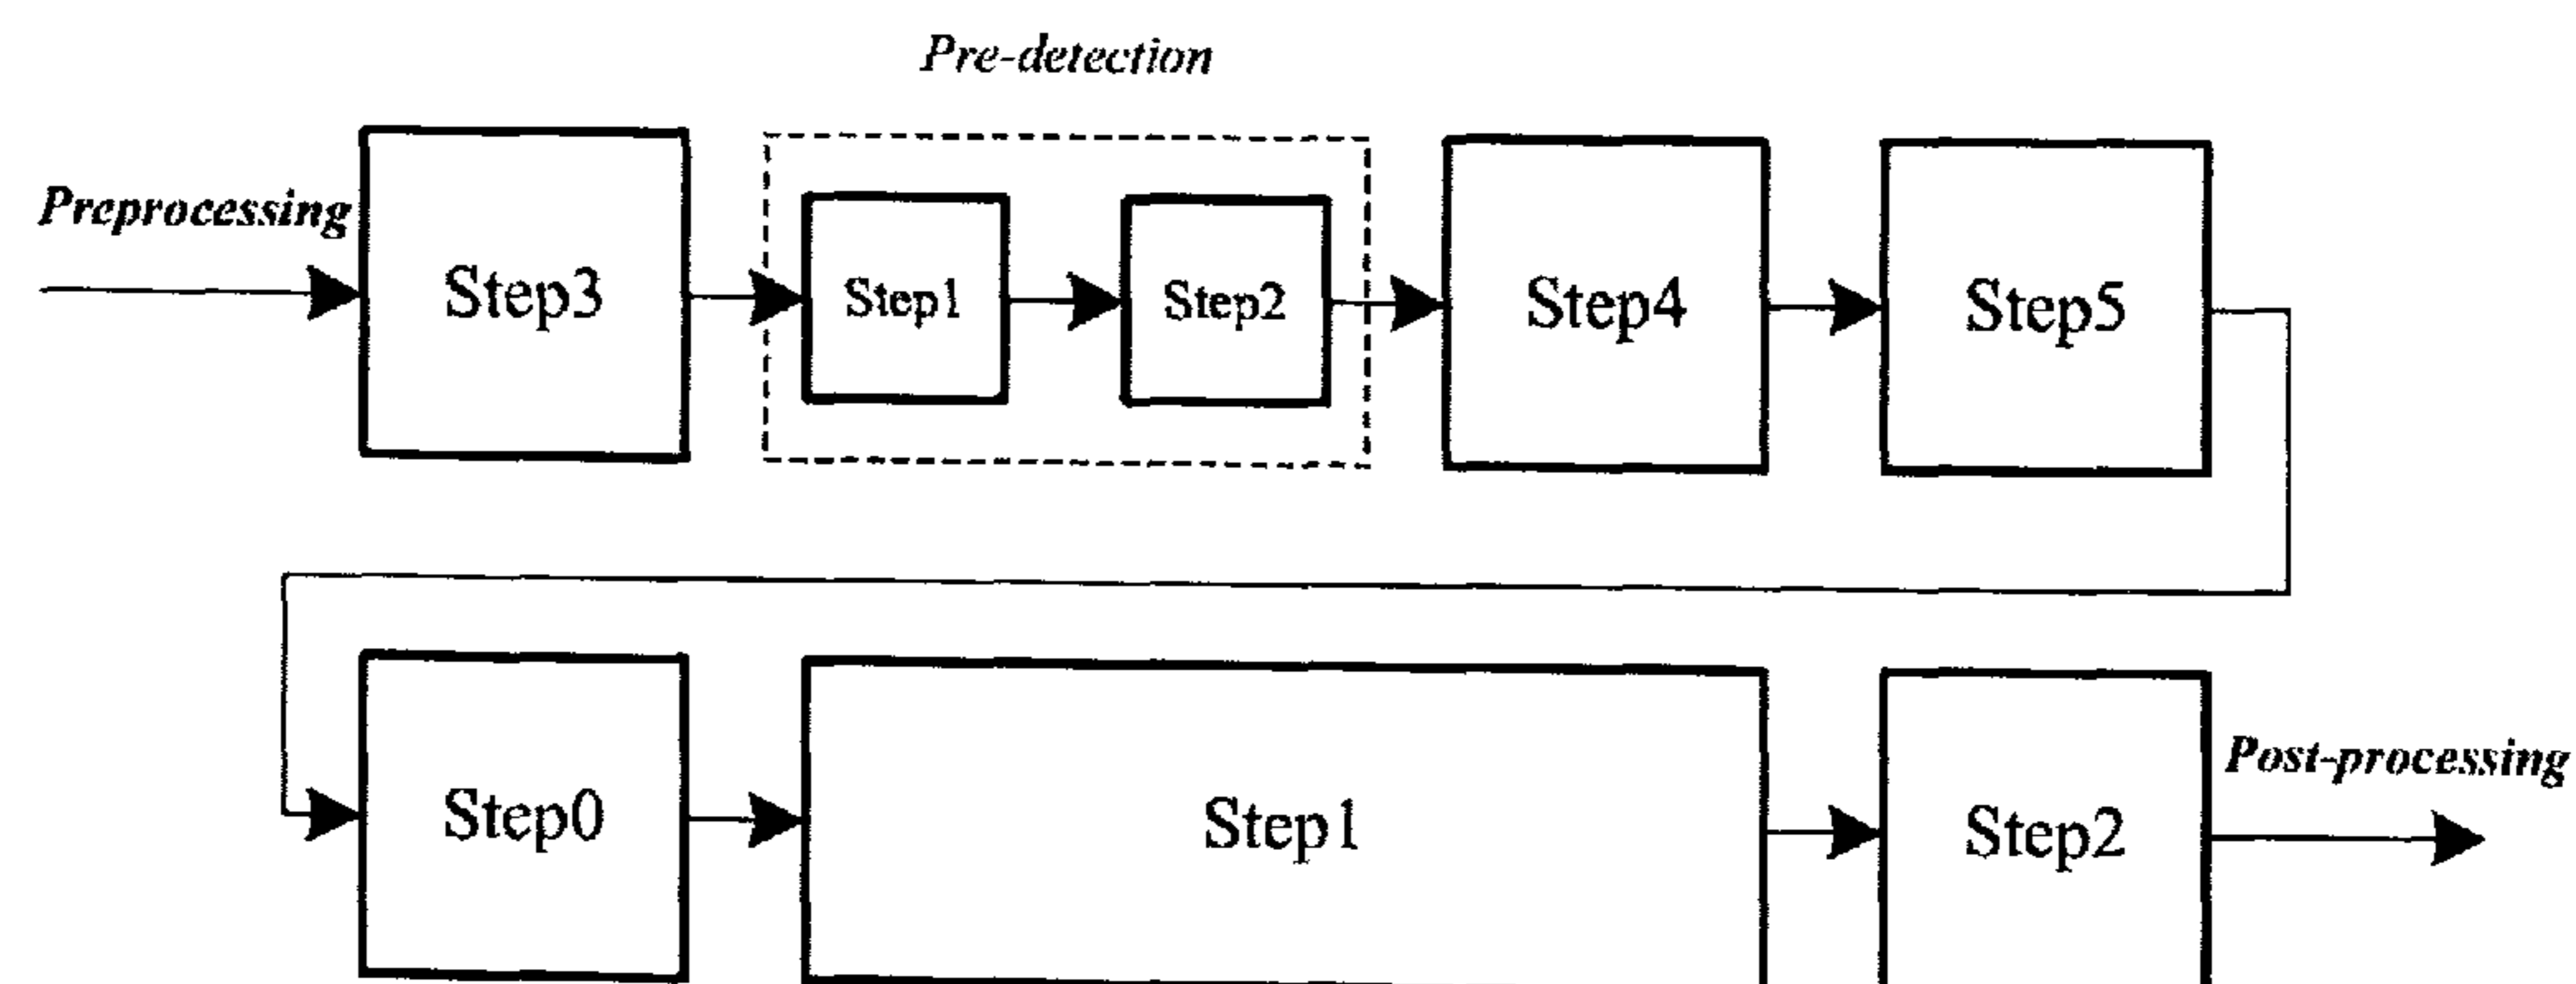 Pre-detection
Preprocessing
Step3
Step1
Step2
Step4
Step5
Step0
Step1
Step2
Post-processing